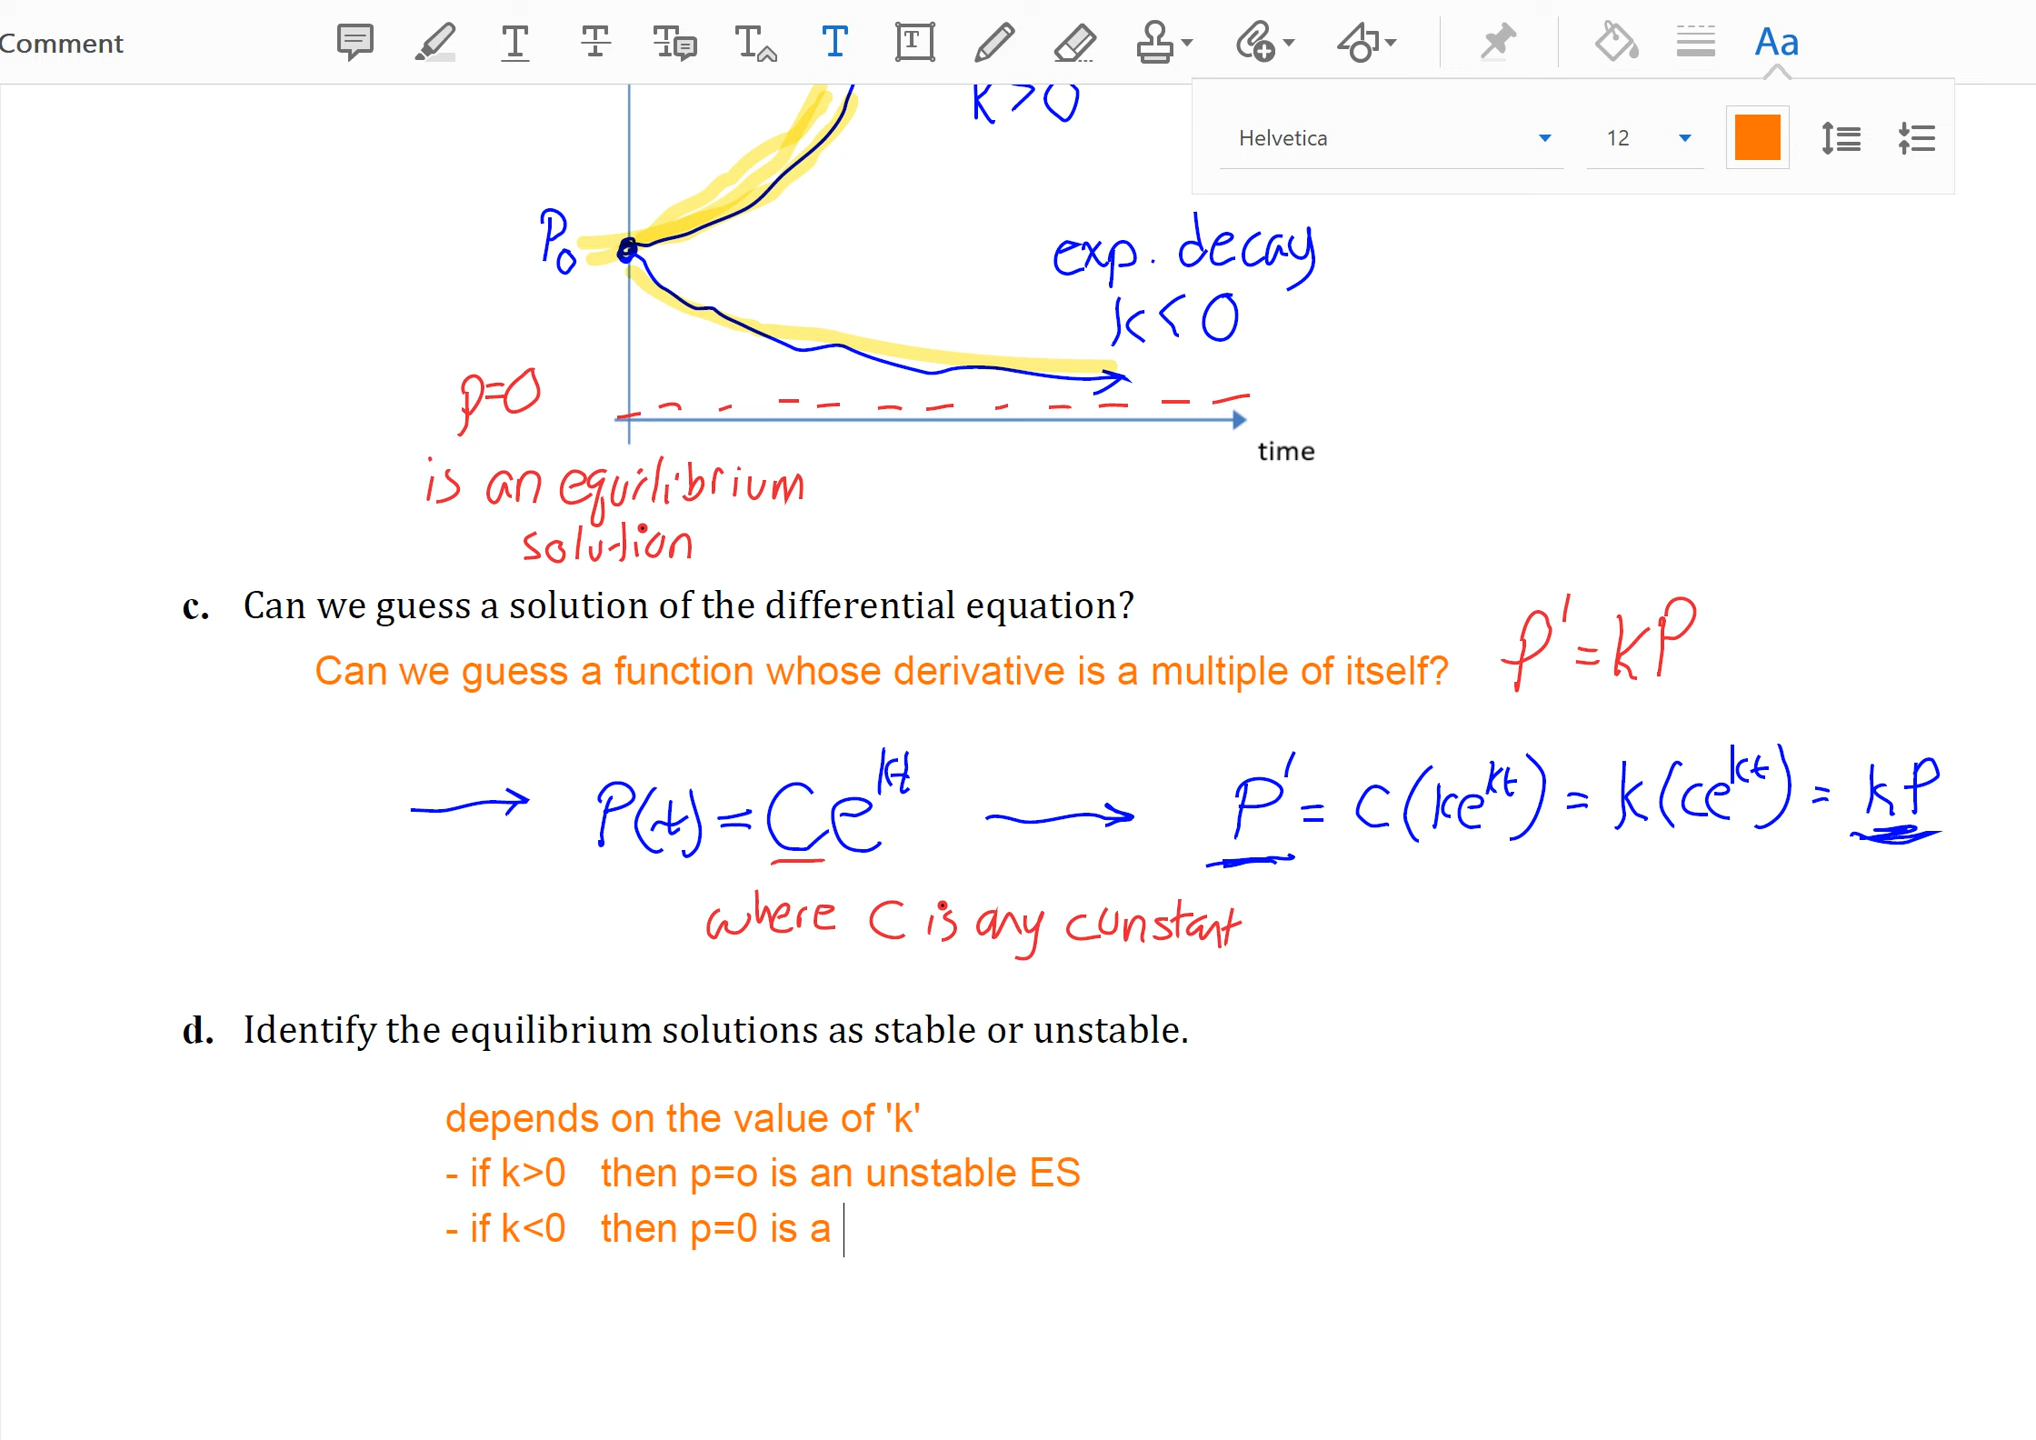 Comment
Aa
Helvetica 12
k>0
P₀
exp. decay
k<0
p=0
time
is an equilibrium
solution
c. Can we guess a solution of the differential equation?
P'=kP
Can we guess a function whose derivative is a multiple of itself?
→ P(t)=Ce^{kt} → P' = C(ke^{kt}) = k(ce^{kt}) = kP
where C is any constant
d. Identify the equilibrium solutions as stable or unstable.
depends on the value of 'k'
- if k>0 then p=o is an unstable ES
- if k<0 then p=0 is a